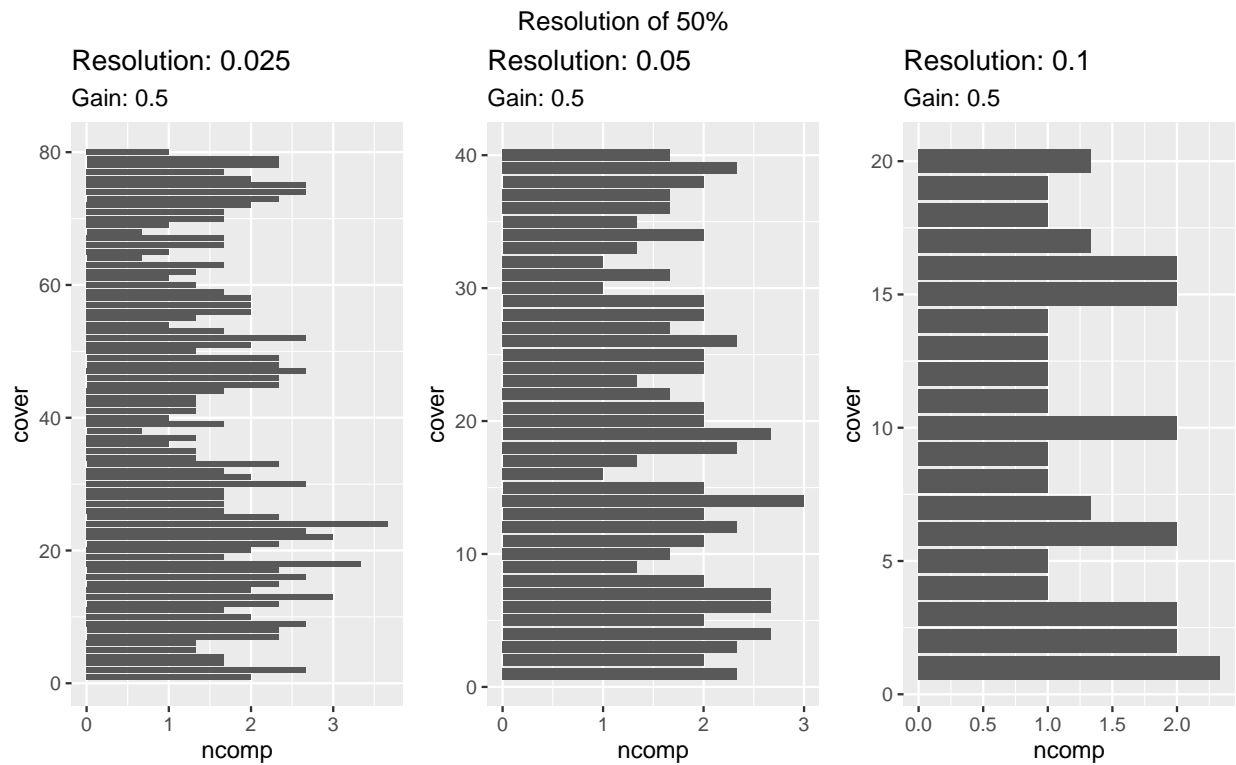 Resolution of 50%
Resolution: 0.025
Gain: 0.5
80
60
40
20
0
cover
0 1 2 3
ncomp
Resolution: 0.05
Gain: 0.5
40
30
20
10
0
cover
0 1 2 3
ncomp
Resolution: 0.1
Gain: 0.5
20
15
10
5
0
cover
0.0 0.5 1.0 1.5 2.0
ncomp